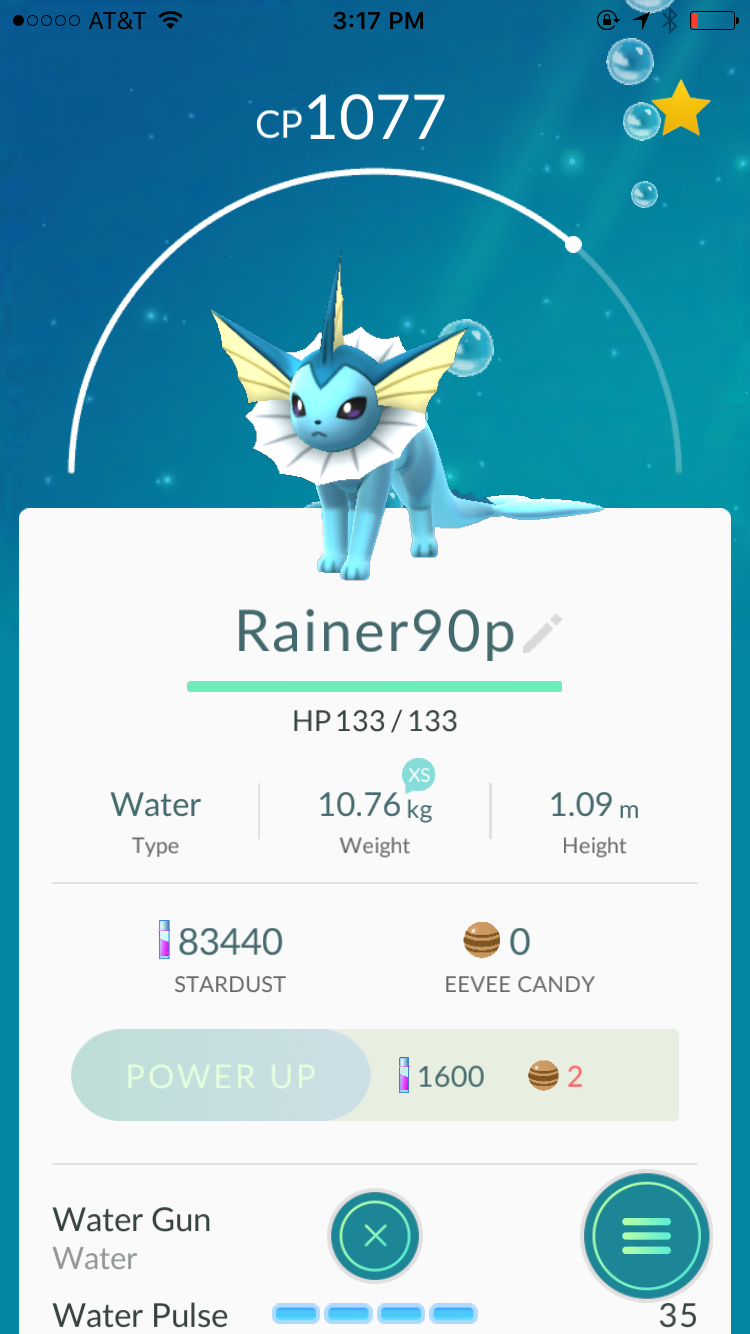 AT&T 3:17 PM
CP1077
Rainer90p
HP 133 / 133
XS
Water 10.76 kg 1.09 m
Type Weight Height
83440 0
STARDUST EEVEE CANDY
POWER UP 1600 2
Water Gun
Water
Water Pulse 35